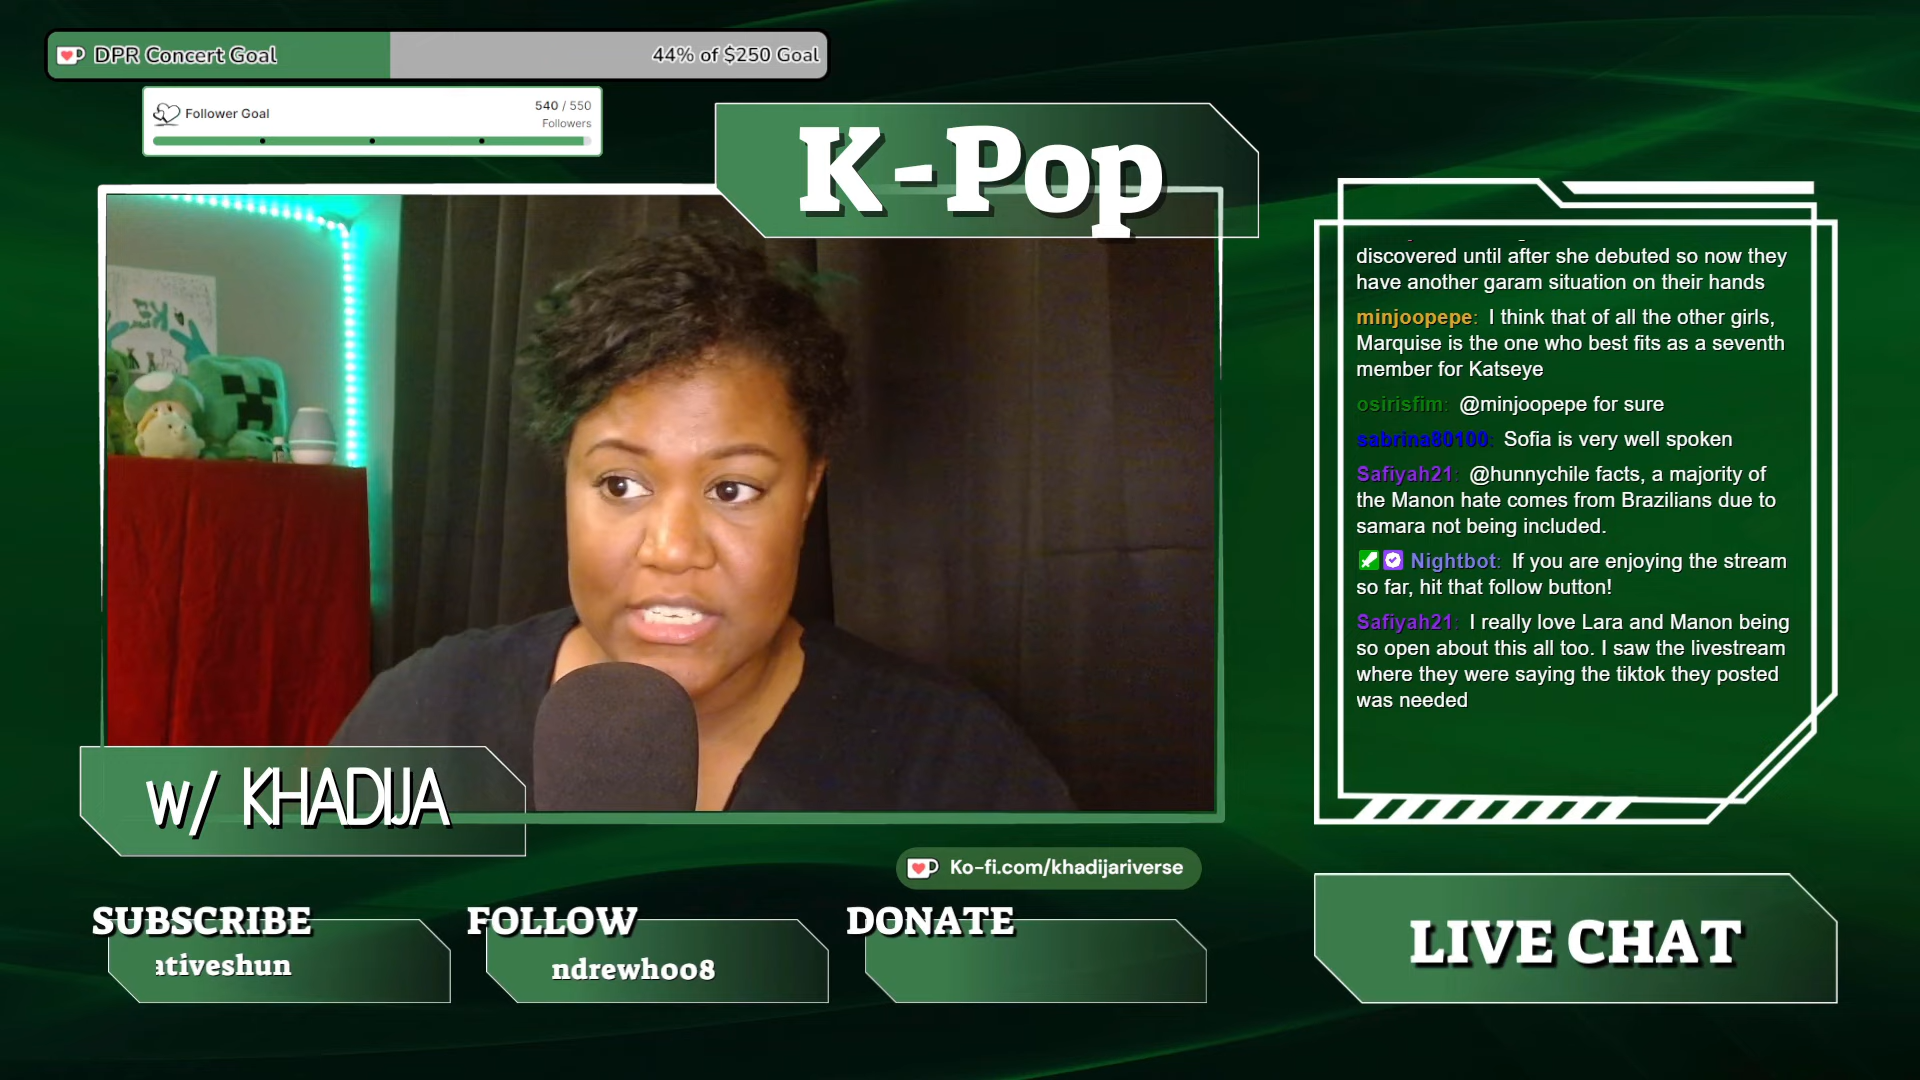 DPR Concert Goal
44% of $250 Goal
Follower Goal
540 / 550
Followers
K-Pop
discovered until after she debuted so now they
have another garam situation on their hands
minjoopepe: I think that of all the other girls,
Marquise is the one who best fits as a seventh
member for Katseye
osirisfim: @minjoopepe for sure
sabrina80100: Sofia is very well spoken
Safiyah21: @hunnychile facts, a majority of
the Manon hate comes from Brazilians due to
samara not being included.
Nightbot: If you are enjoying the stream
so far, hit that follow button!
Safiyah21: I really love Lara and Manon being
so open about this all too. I saw the livestream
where they were saying the tiktok they posted
was needed
w/ KHADIJA
Ko-fi.com/khadijariverse
SUBSCRIBE
ativeshun
FOLLOW
ndrewh008
DONATE
LIVE CHAT